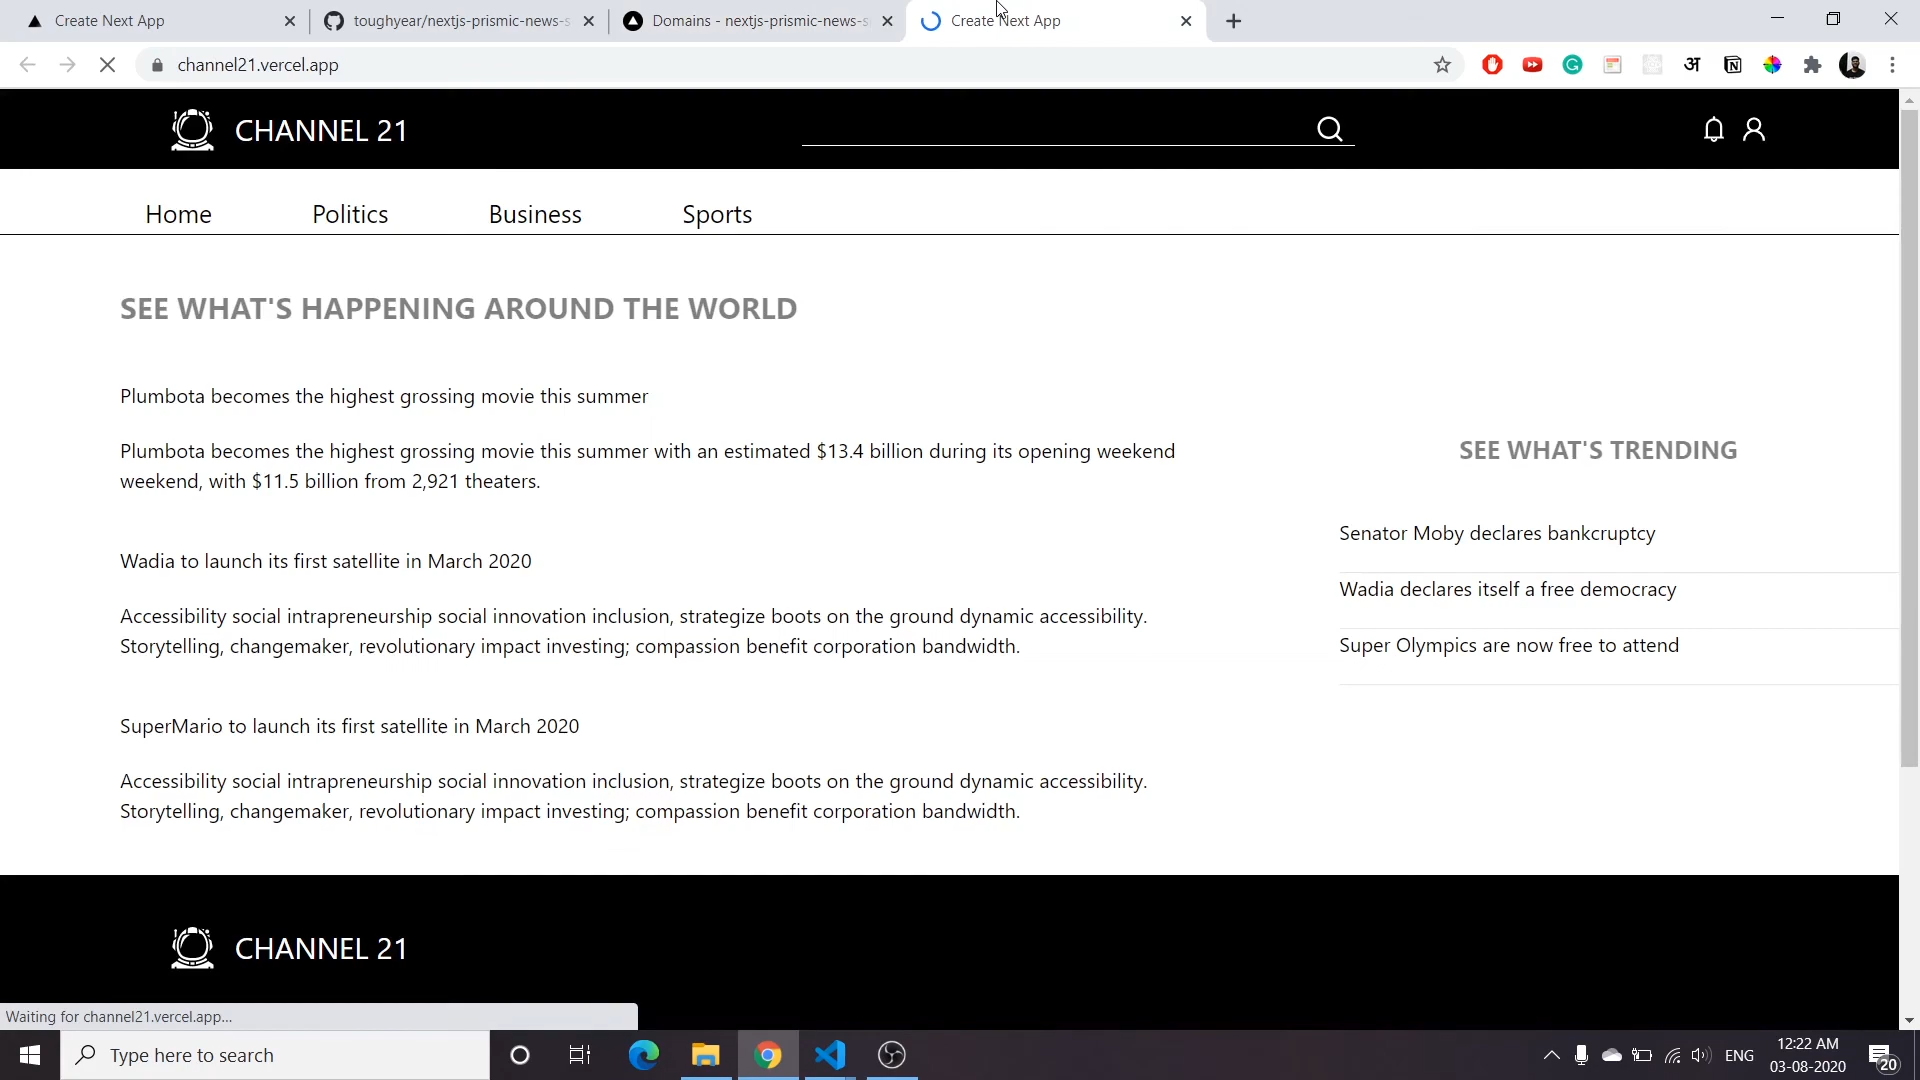 Create Next App
toughyear/nextjs-prismic-news-s
Domains - nextjs-prismic-news-s
Create Next App
channel21.vercel.app
अ
CHANNEL 21
Home Politics Business Sports
SEE WHAT'S HAPPENING AROUND THE WORLD
Plumbota becomes the highest grossing movie this summer
Plumbota becomes the highest grossing movie this summer with an estimated $13.4 billion during its opening weekend
weekend, with $11.5 billion from 2,921 theaters.
Wadia to launch its first satellite in March 2020
Accessibility social intrapreneurship social innovation inclusion, strategize boots on the ground dynamic accessibility.
Storytelling, changemaker, revolutionary impact investing; compassion benefit corporation bandwidth.
SuperMario to launch its first satellite in March 2020
Accessibility social intrapreneurship social innovation inclusion, strategize boots on the ground dynamic accessibility.
Storytelling, changemaker, revolutionary impact investing; compassion benefit corporation bandwidth.
SEE WHAT'S TRENDING
Senator Moby declares bankcruptcy
Wadia declares itself a free democracy
Super Olympics are now free to attend
CHANNEL 21
Waiting for channel21.vercel.app...
Type here to search
ENG
12:22 AM
03-08-2020
20